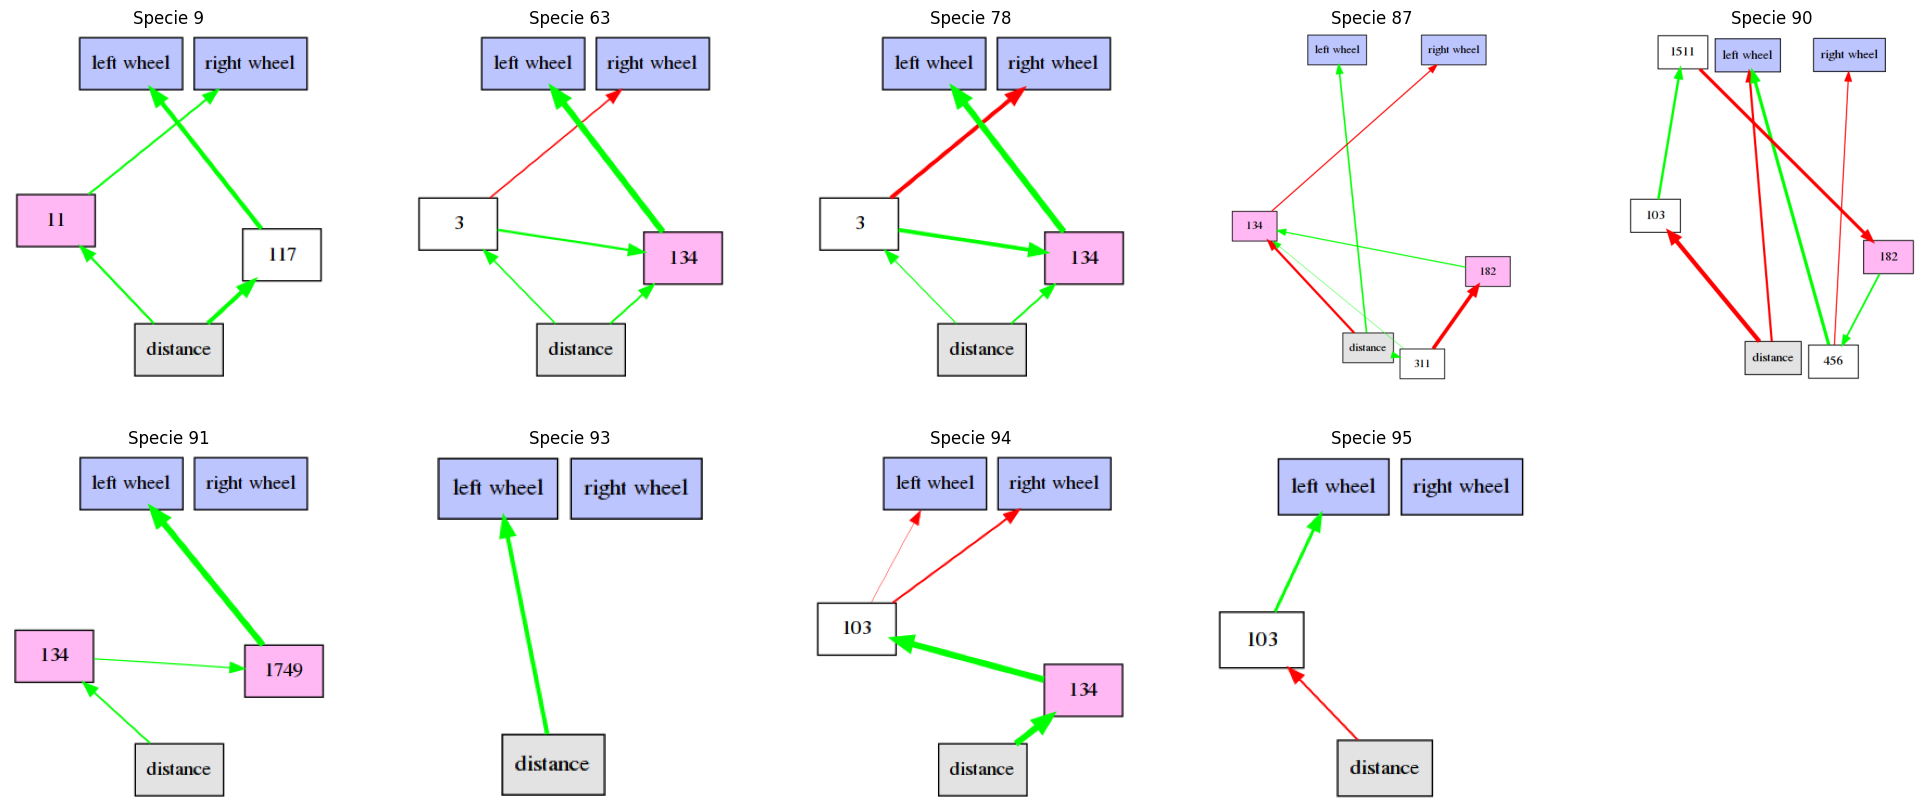 Specie 9
left wheel
right wheel
11
117
distance
Specie 63
left wheel
right wheel
3
134
distance
Specie 78
left wheel
right wheel
3
134
distance
Specie 87
left wheel
right wheel
134
182
distance
311
Specie 90
1511
left wheel
right wheel
103
182
distance
456
Specie 91
left wheel
right wheel
134
1749
distance
Specie 93
left wheel
right wheel
distance
Specie 94
left wheel
right wheel
103
134
distance
Specie 95
left wheel
right wheel
103
distance